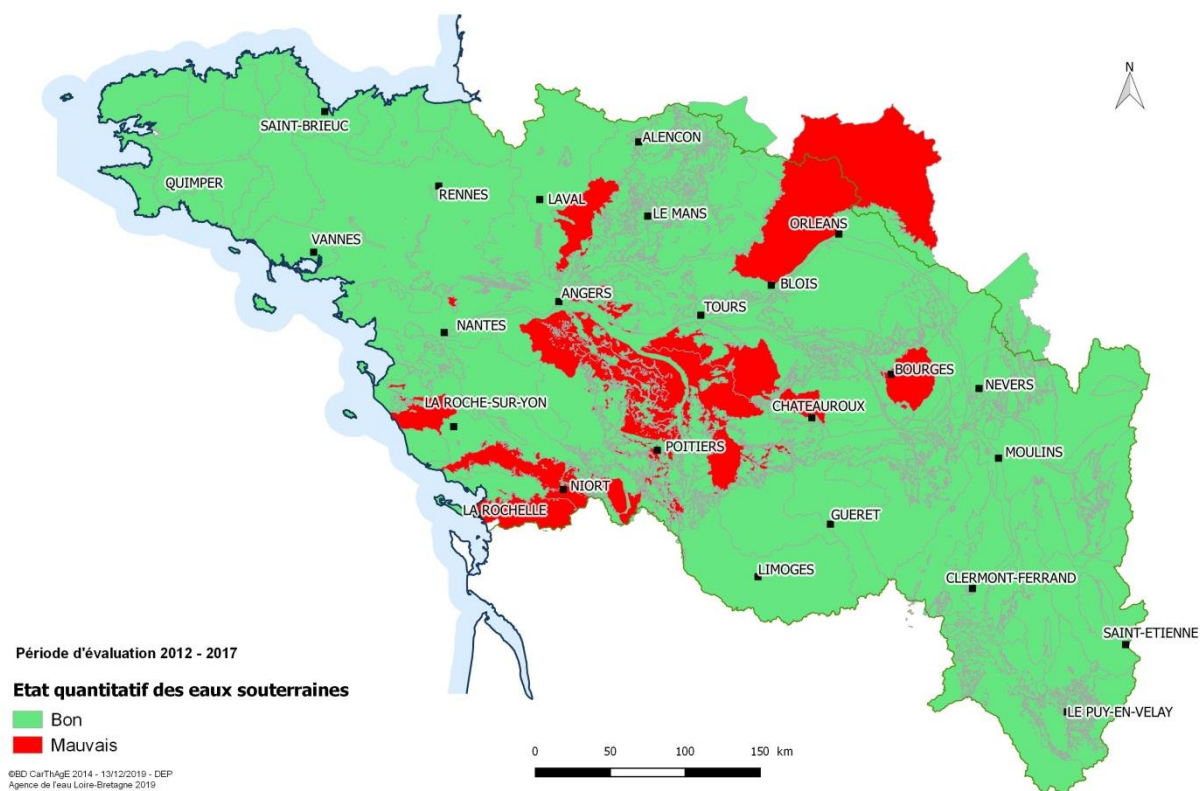 N
ALENCON
SAINT-BRIEUC
QUIMPER
RENNES
LAVAL
LE MANS
ORLEANS
VANNES
BLOIS
ANGERS
TOURS
NANTES
BOURGES
NEVERS
LA ROCHE-SUR-YON
CHATEAUROUX
POITIERS
MOULINS
NIORT
LA ROCHELLE
GUERET
LIMOGES
CLERMONT-FERRAND
SAINT-ETIENNE
LE PUY-EN-VELAY
Période d'évaluation 2012 - 2017
Etat quantitatif des eaux souterraines
Bon
Mauvais
0 50 100 150 km
©BD CarThAgE 2014 - 13/12/2019 - DEP
Agence de l'eau Loire-Bretagne 2019